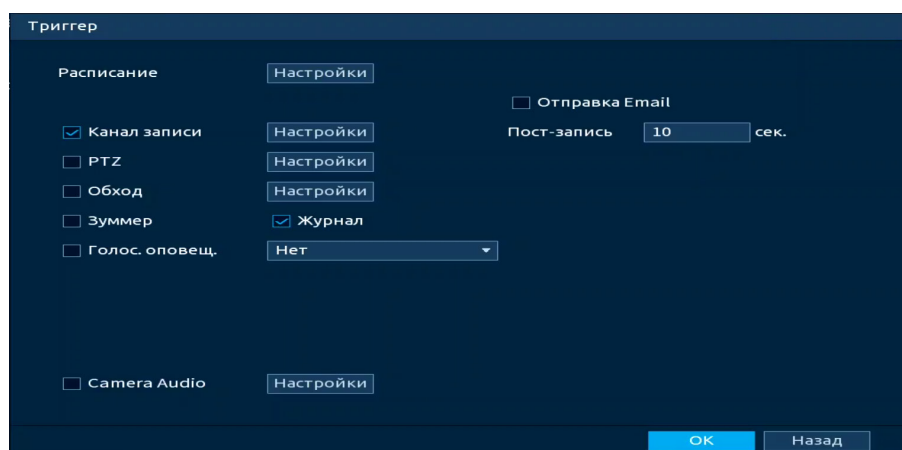 Триггер
Расписание Настройки
Отправка Email
Канал записи Настройки Пост-запись 10 сек.
PTZ Настройки
Обход Настройки
Зуммер Журнал
Голос. оповещ. Нет
Camera Audio Настройки
OK Назад